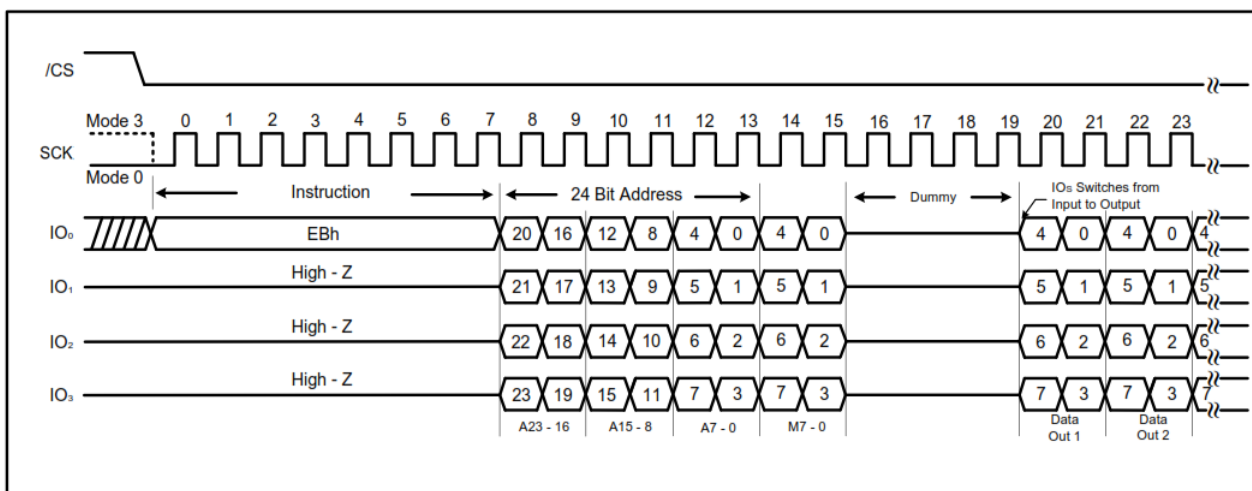 /CS
Mode 3 0 1 2 3 4 5 6 7 8 9 10 11 12 13 14 15 16 17 18 19 20 21 22 23
SCK
Mode 0
Instruction 24 Bit Address Dummy IOs Switches from
Input to Output
IO₀ EBh 20 16 12 8 4 0 4 0 4 0 4 0 4
High - Z
IO₁ 21 17 13 9 5 1 5 1 5 1 5 1 5
High - Z
IO₂ 22 18 14 10 6 2 6 2 6 2 6 2 6
High - Z
IO₃ 23 19 15 11 7 3 7 3 7 3 7 3 7
A23 - 16 A15 - 8 A7 - 0 M7 - 0 Data Data
Out 1 Out 2